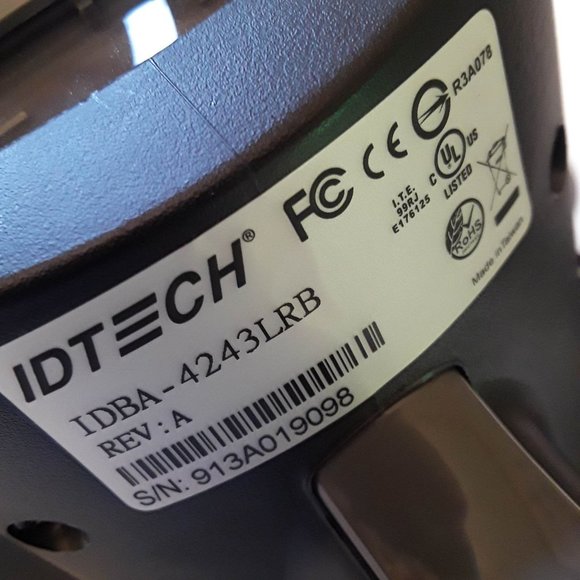 IDTECH®
FC CE R3A078
I.T.E.
99RJ
E176125
C UL US
LISTED
RoHS
Made in Taiwan
IDBA-4243LRB
REV: A
S/N: 913A019098